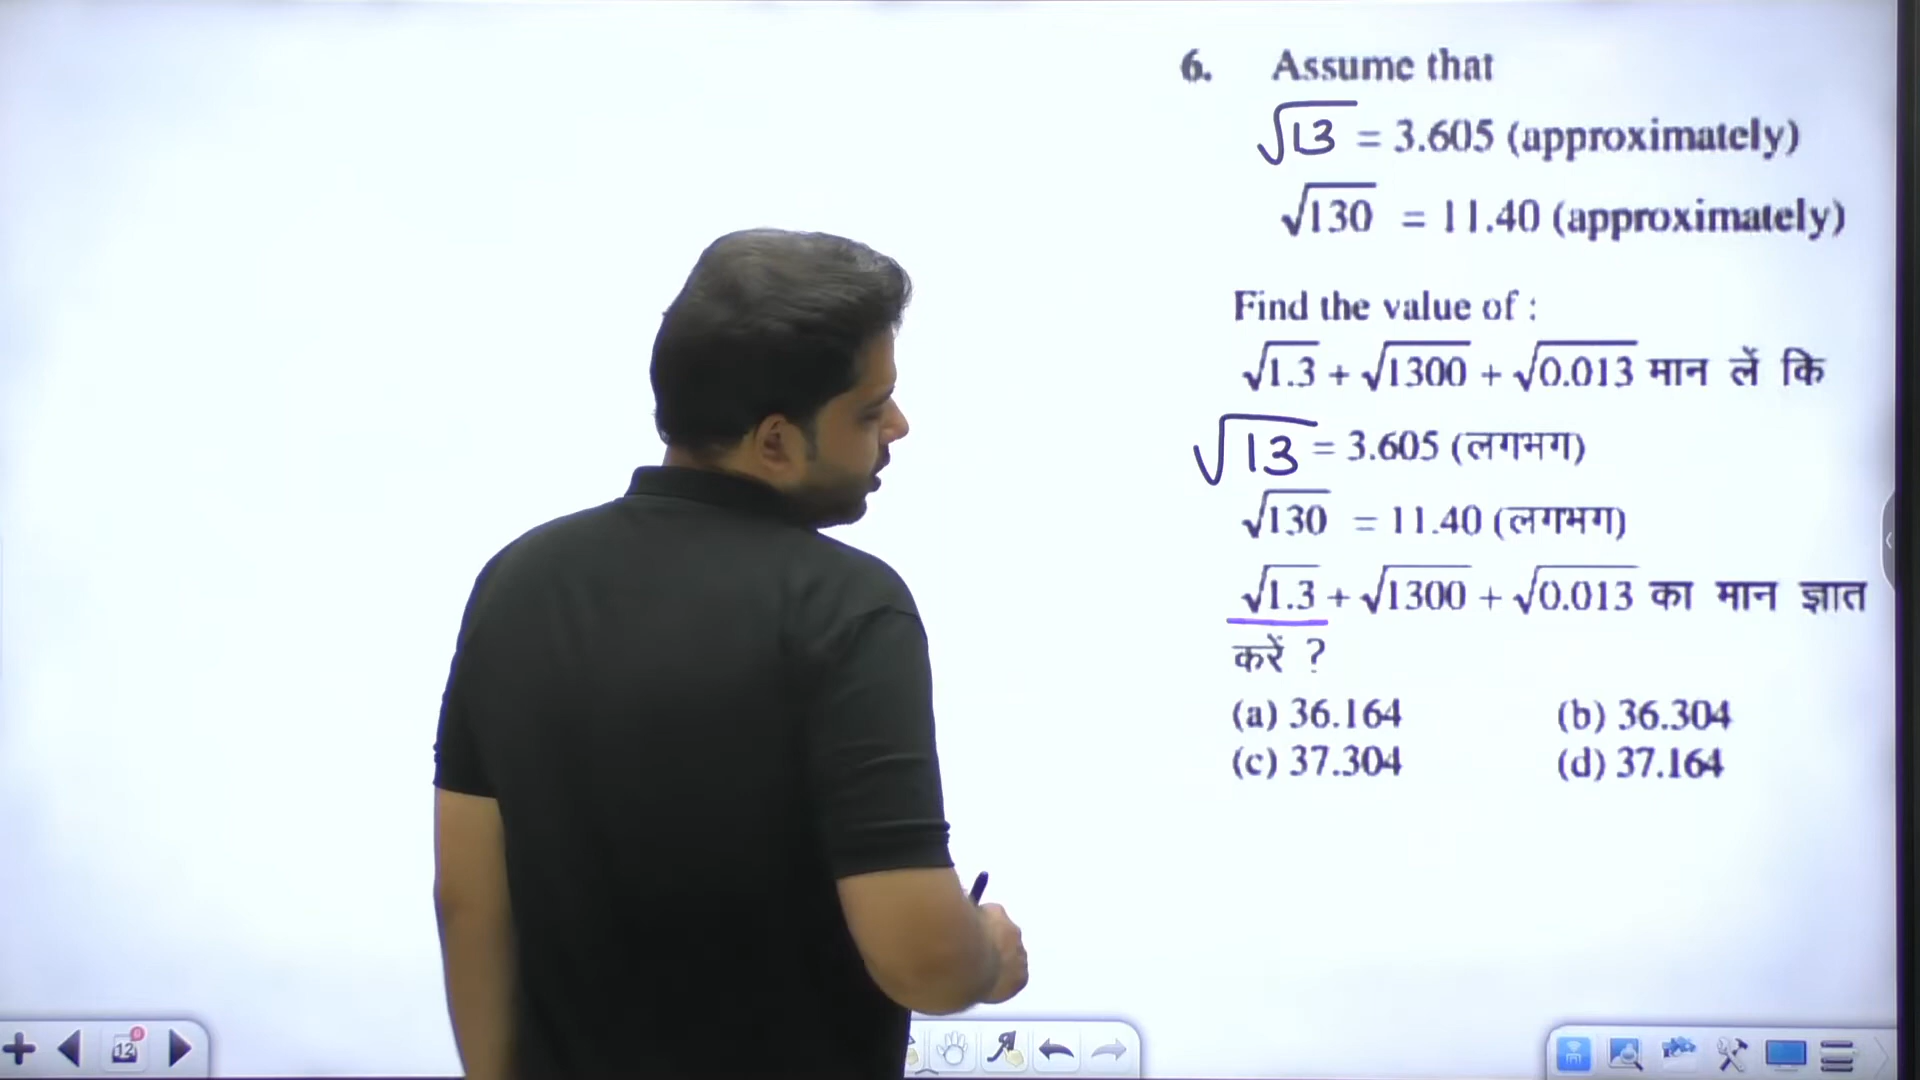 6. Assume that
√13 = 3.605 (approximately)
√130 = 11.40 (approximately)
Find the value of :
√1.3 + √1300 + √0.013 मान लें कि
√13 = 3.605 (लगभग)
√130 = 11.40 (लगभग)
√1.3 + √1300 + √0.013 का मान ज्ञात
करें ?
(a) 36.164 (b) 36.304
(c) 37.304 (d) 37.164
12